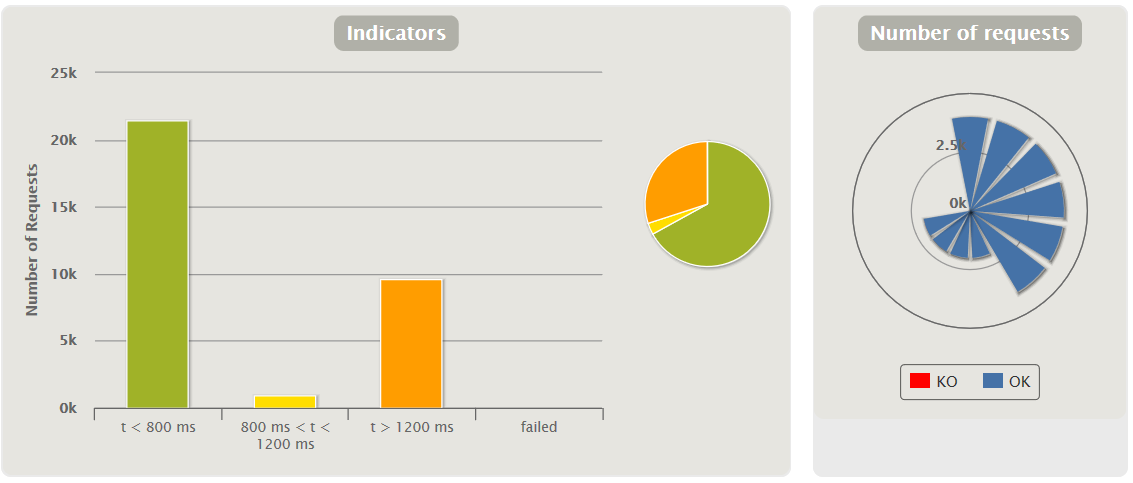 Indicators
Number of Requests
25k
20k
15k
10k
5k
0k
t < 800 ms
800 ms < t <
1200 ms
t > 1200 ms
failed
Number of requests
2.5k
0k
KO
OK